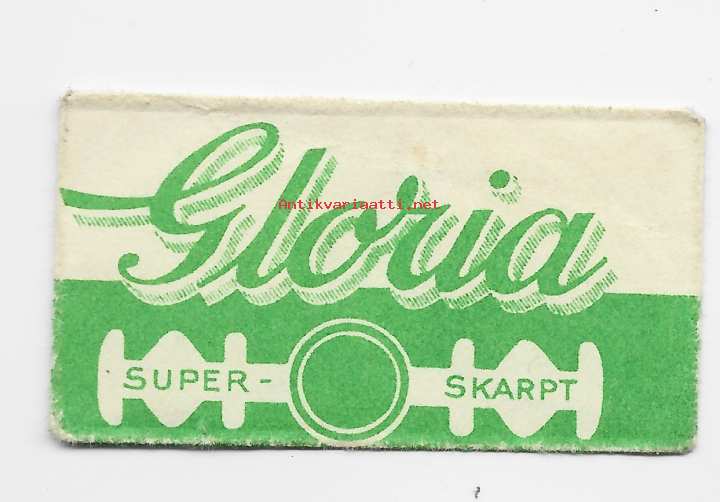 Gloria
Antikvariaatti.net
SUPER - SKARPT